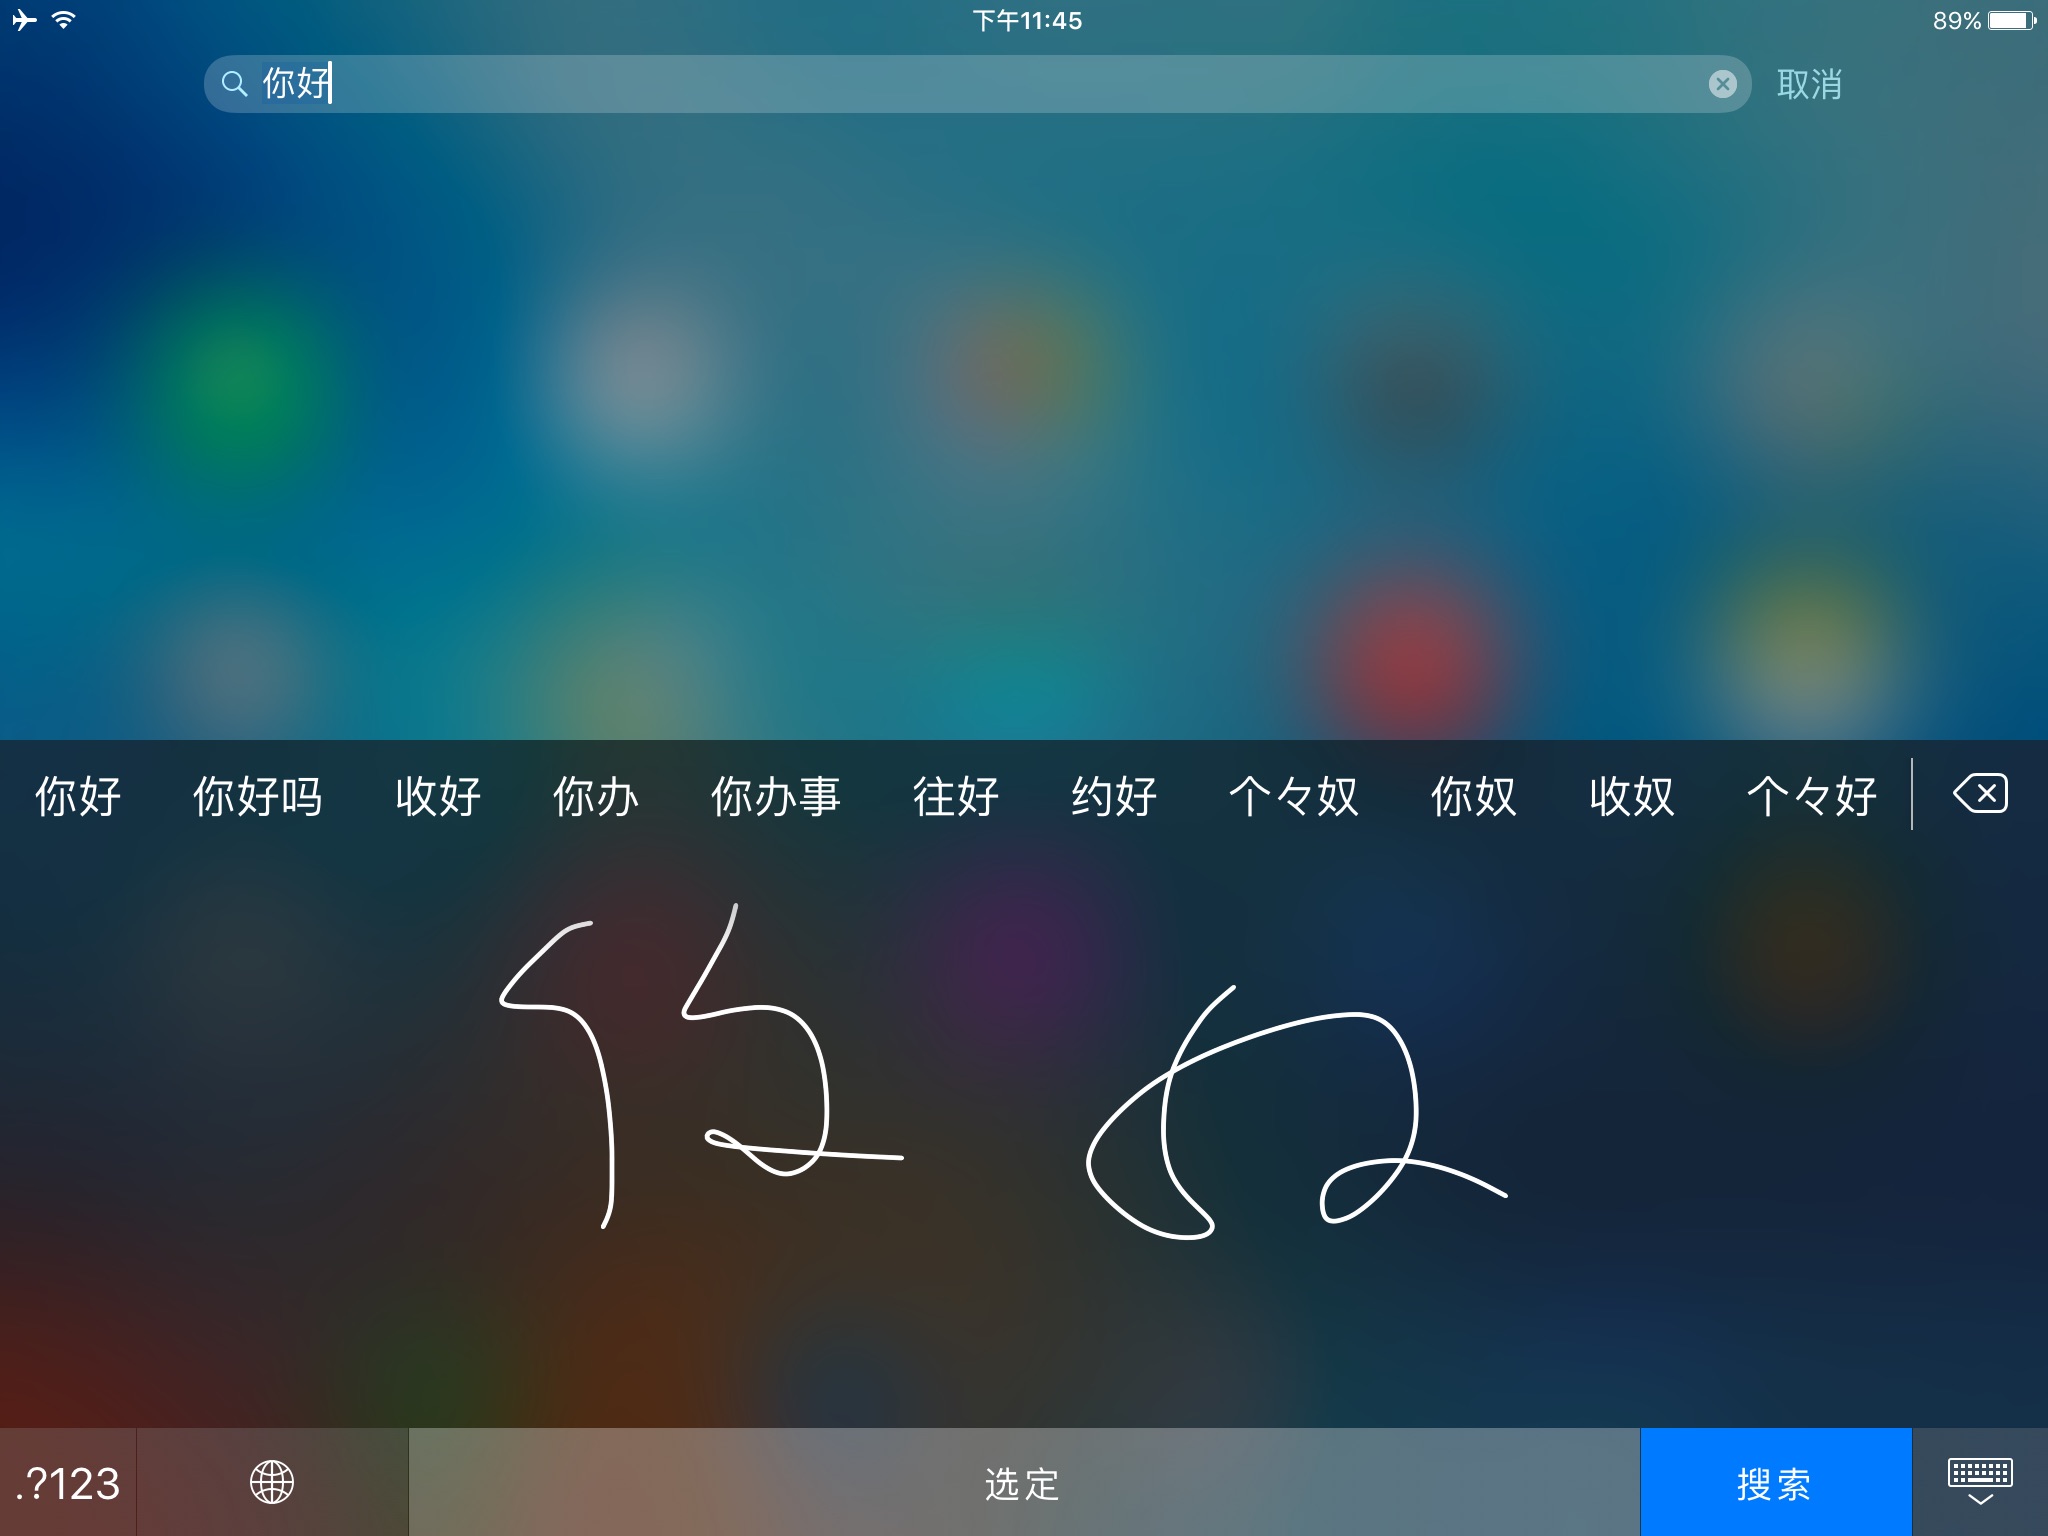 下午11:45 89%
你好 取消
你好 你好吗 收好 你办 你办事 往好 约好 个々奴 你奴 收奴 个々好
你好
.?123 选定 搜索